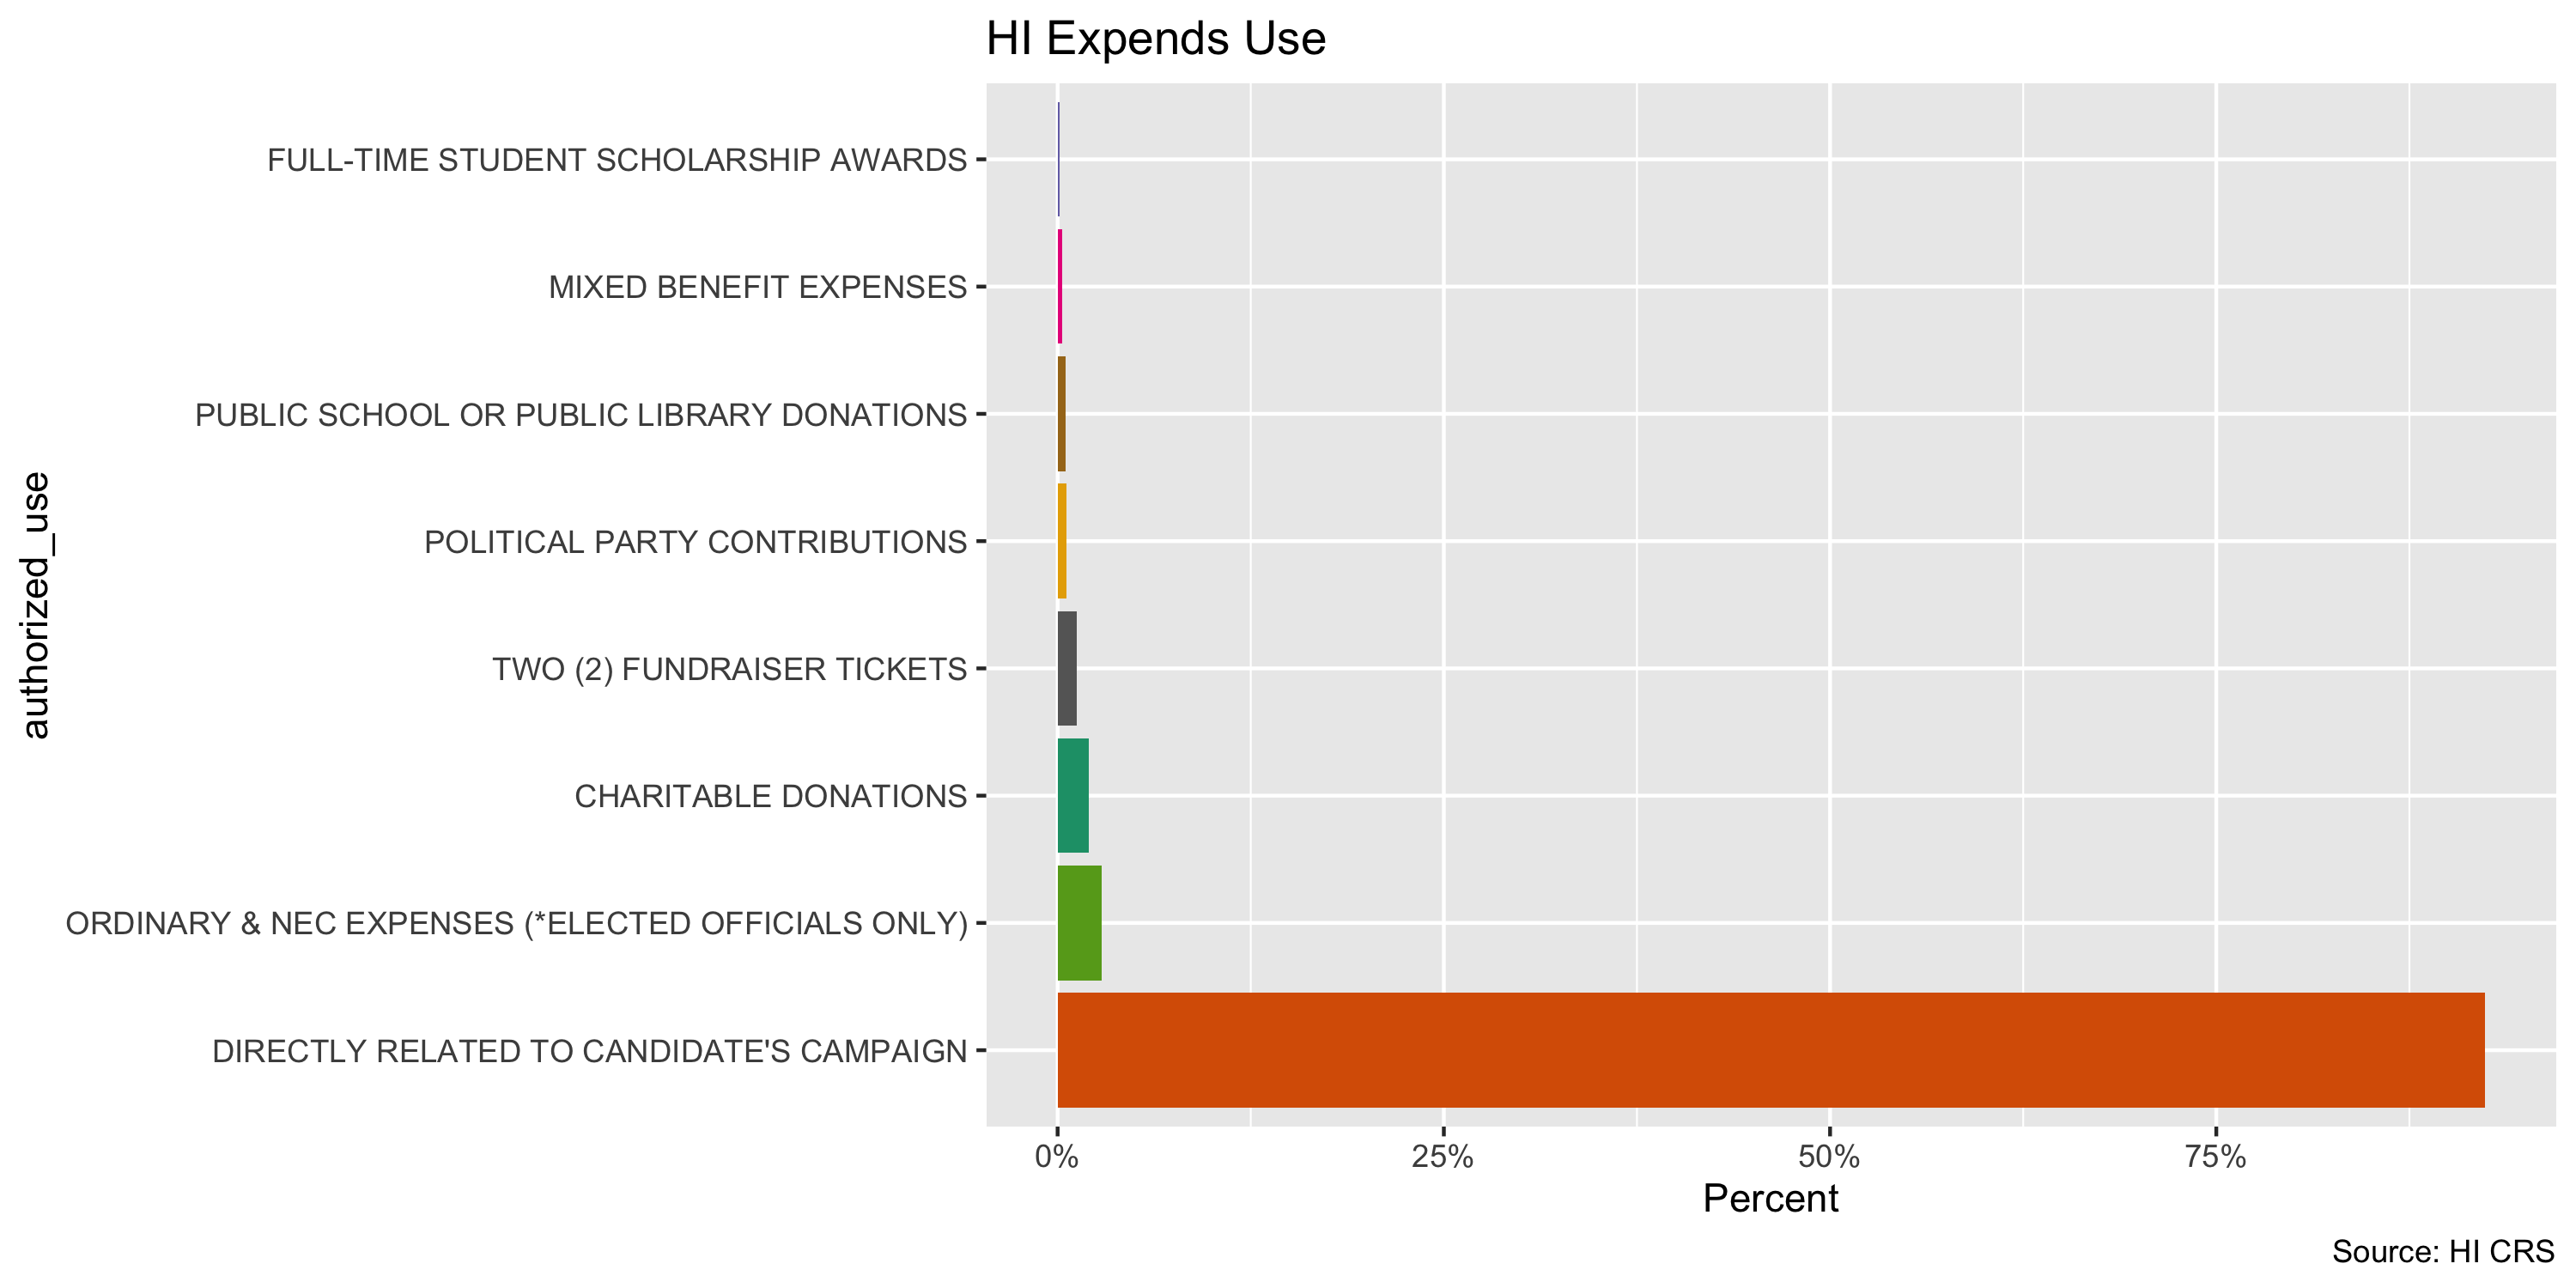 HI Expends Use
authorized_use
FULL-TIME STUDENT SCHOLARSHIP AWARDS
MIXED BENEFIT EXPENSES
PUBLIC SCHOOL OR PUBLIC LIBRARY DONATIONS
POLITICAL PARTY CONTRIBUTIONS
TWO (2) FUNDRAISER TICKETS
CHARITABLE DONATIONS
ORDINARY & NEC EXPENSES (*ELECTED OFFICIALS ONLY)
DIRECTLY RELATED TO CANDIDATE'S CAMPAIGN
0% 25% 50% 75%
Percent
Source: HI CRS